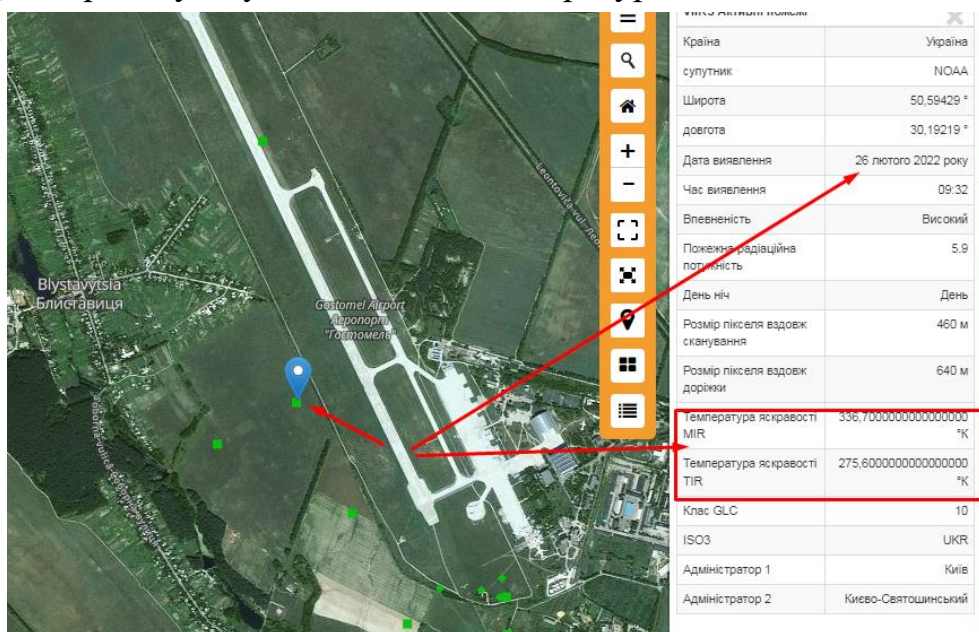 VIIRS Активні пожежі
Країна Україна
супутник NOAA
Широта 50,59429 °
довгота 30,19219 °
Дата виявлення 26 лютого 2022 року
Час виявлення 09:32
Впевненість Високий
Пожежна радіаційна потужність 5.9
День ніч День
Розмір пікселя вздовж сканування 460 м
Розмір пікселя вздовж доріжки 640 м
Температура яскравості MIR 336,7000000000000000 °K
Температура яскравості TIR 275,6000000000000000 °K
Клас GLC 10
ISO3 UKR
Адміністратор 1 Київ
Адміністратор 2 Києво-Святошинський
Blystavytsia
Блиставиця
Gostomel Airport
Аеропорт
"Гостомель"